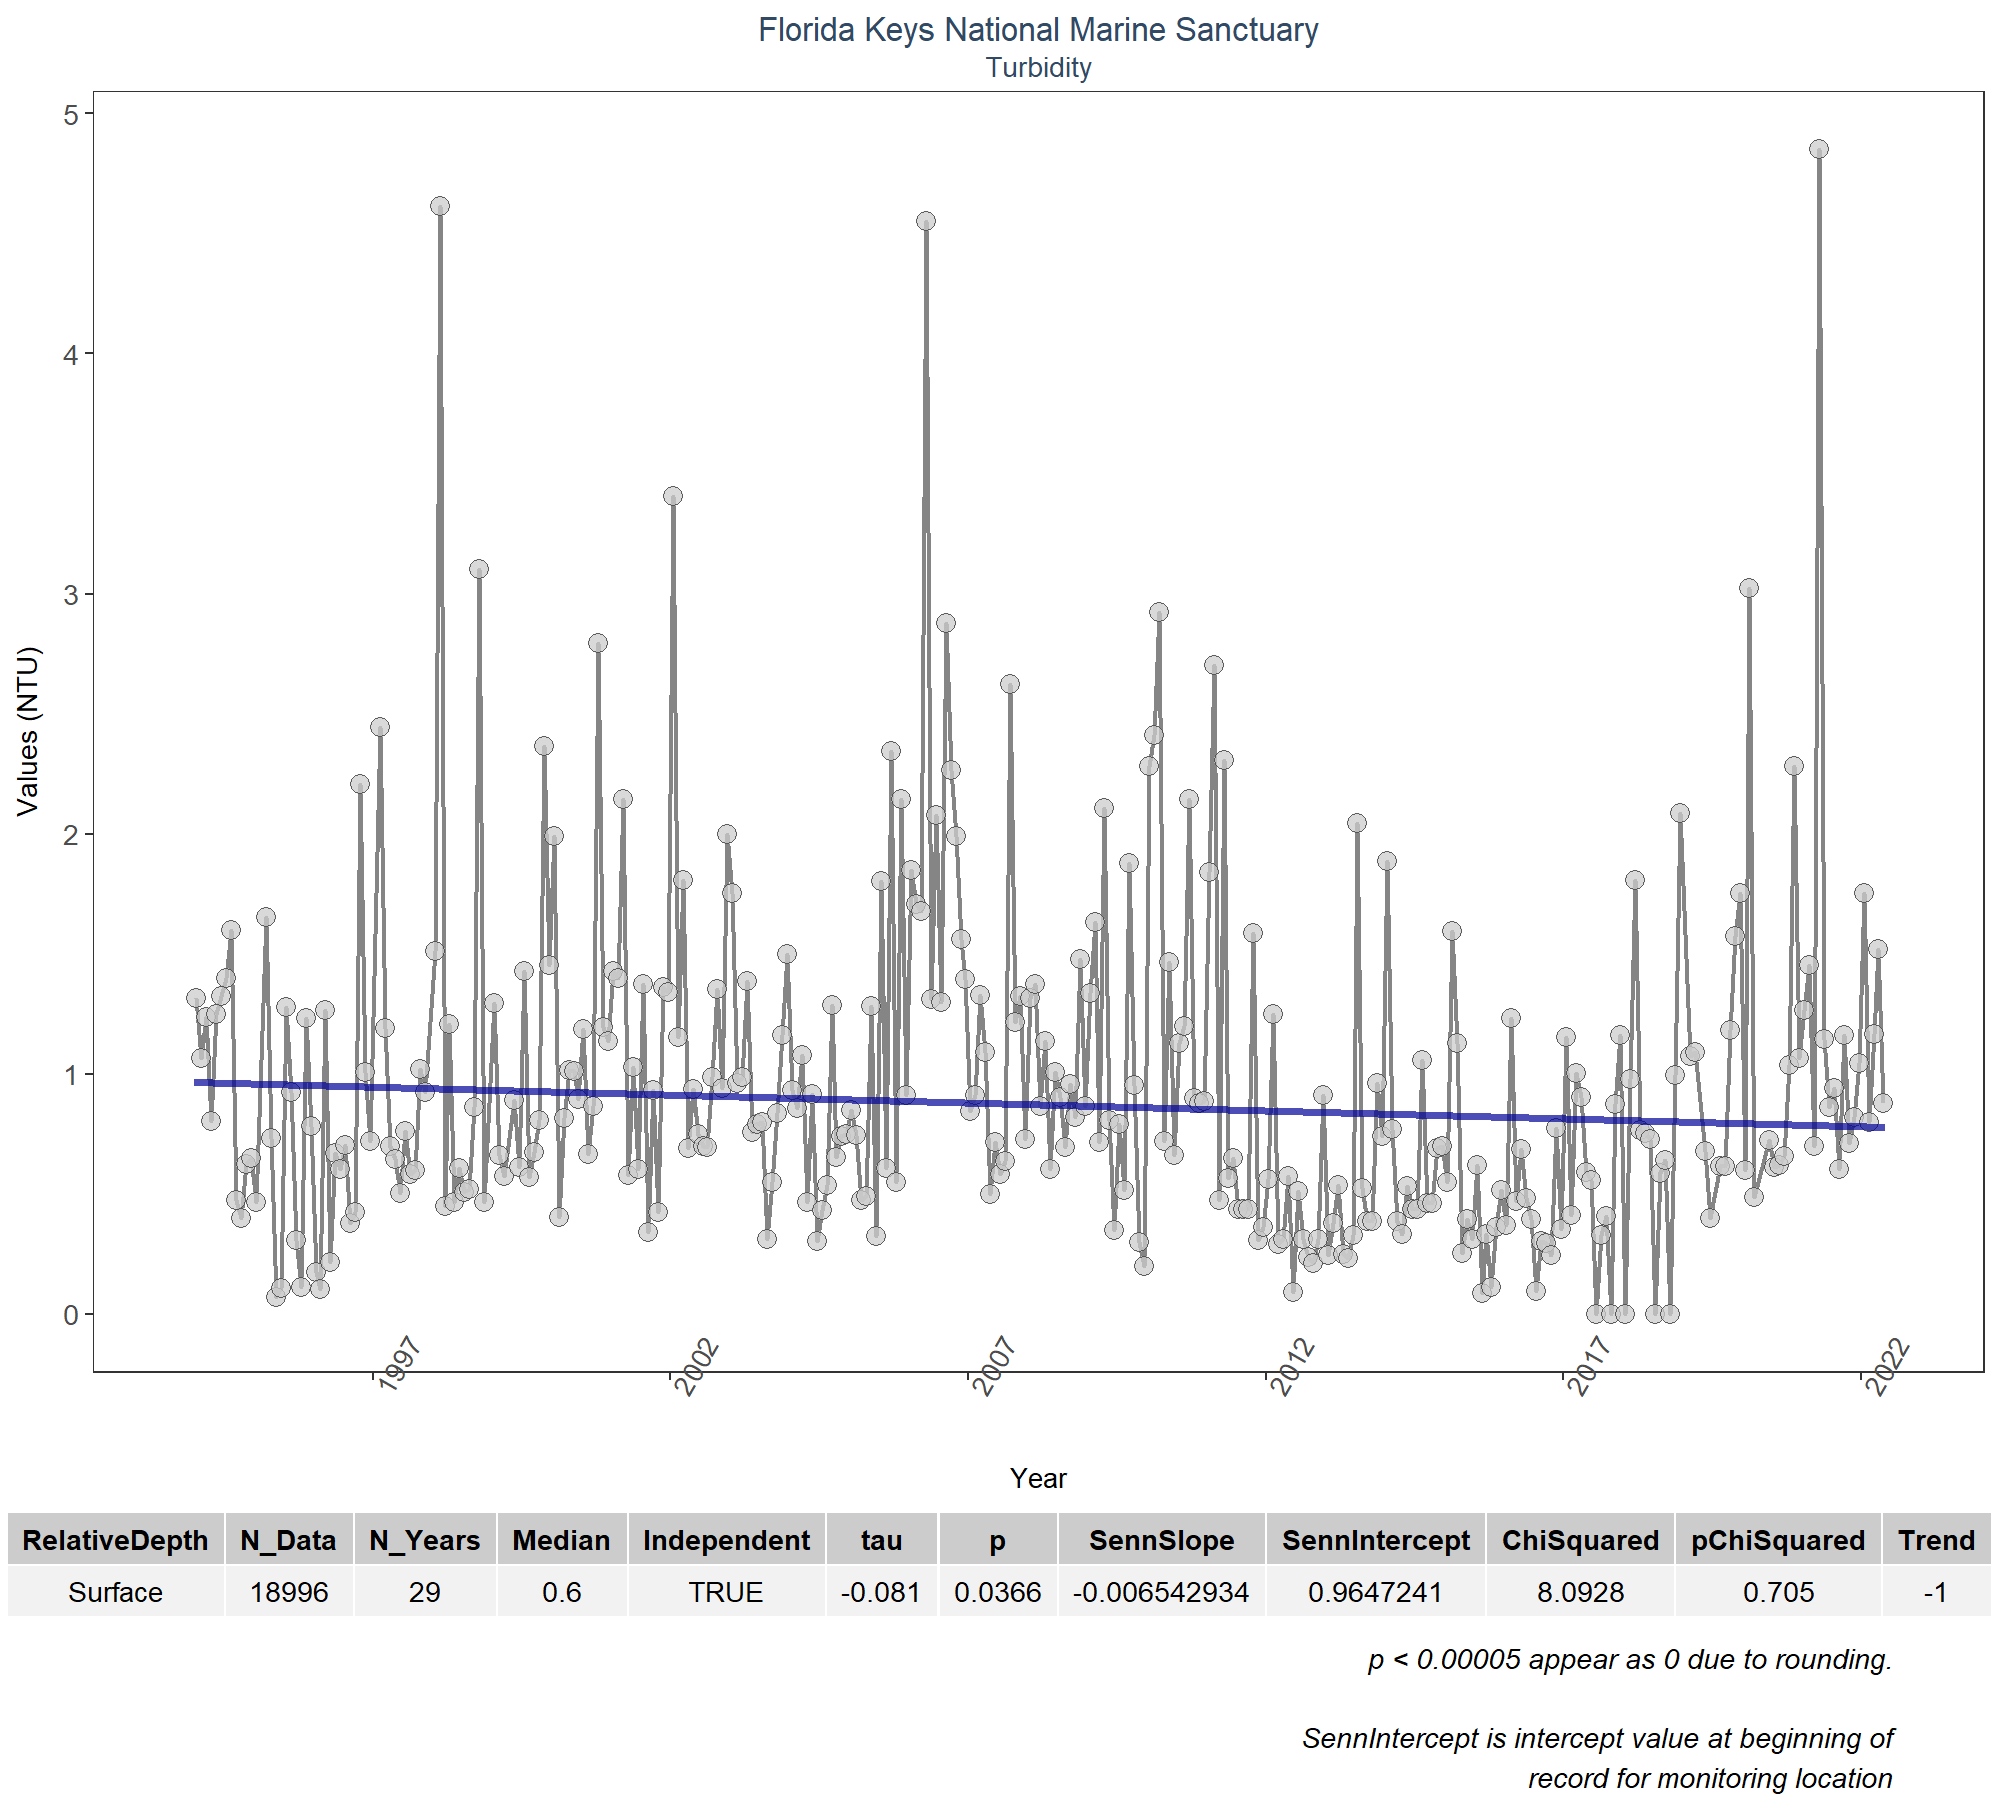 Florida Keys National Marine Sanctuary
Turbidity
5
4
3
2
1
0
Values (NTU)
1997 2002 2007 2012 2017 2022
Year
RelativeDepth N_Data N_Years Median Independent tau p SennSlope SennIntercept ChiSquared pChiSquared Trend
Surface 18996 29 0.6 TRUE -0.081 0.0366 -0.006542934 0.9647241 8.0928 0.705 -1
p < 0.00005 appear as 0 due to rounding.
SennIntercept is intercept value at beginning of
record for monitoring location